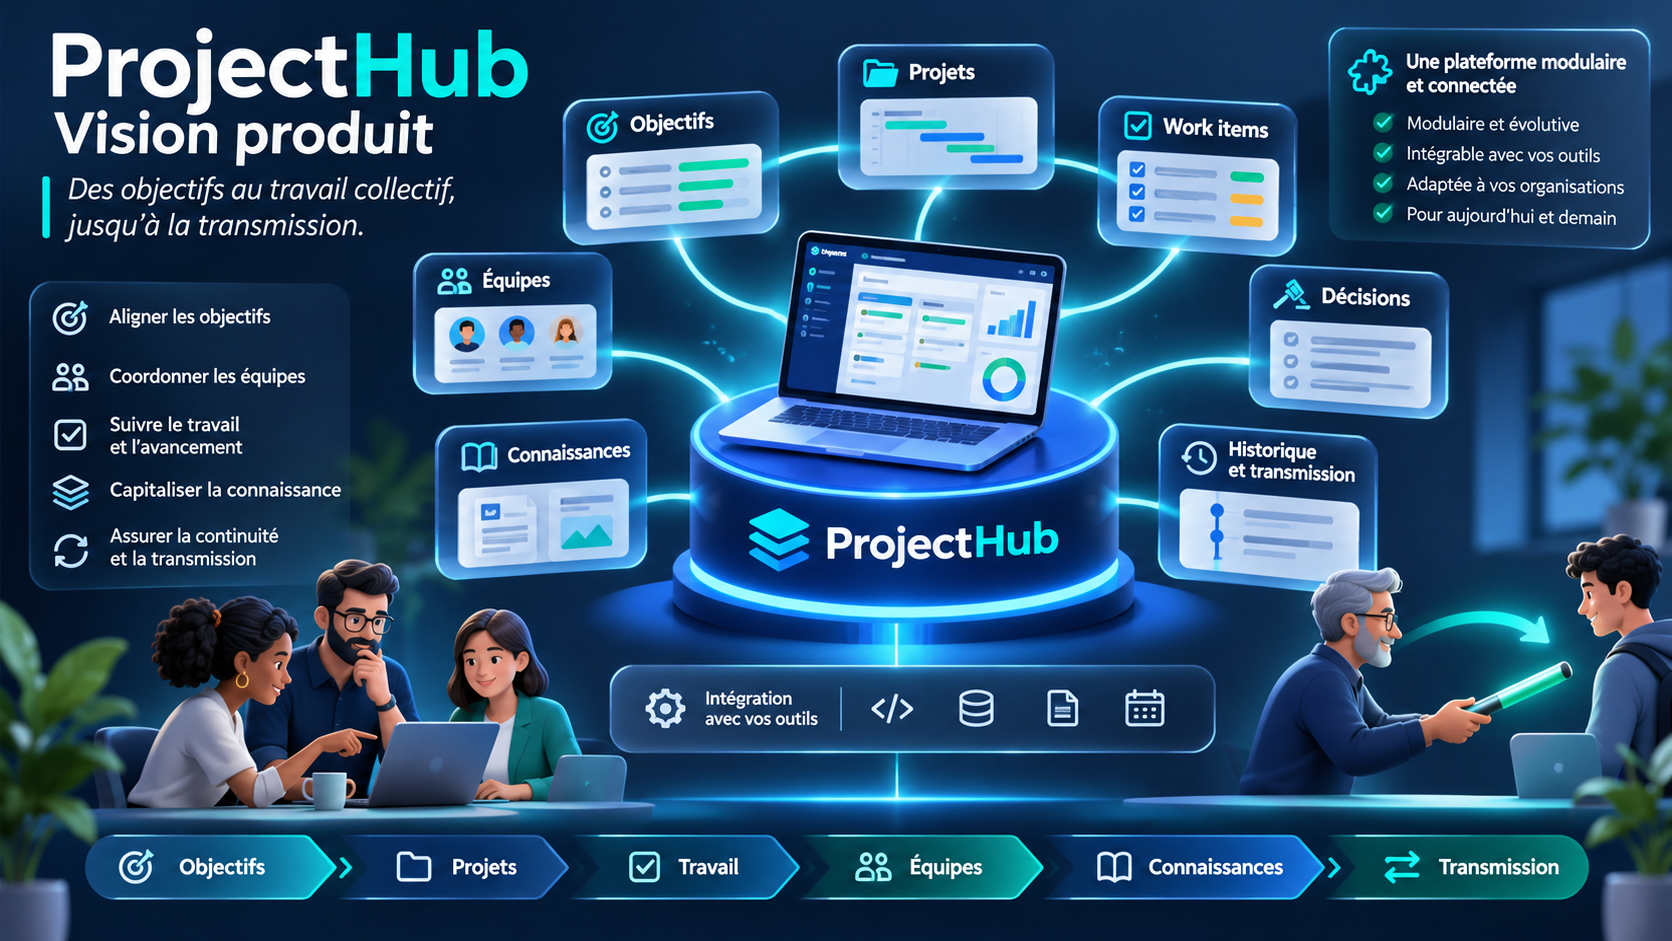 ProjectHub
Vision produit
Des objectifs au travail collectif,
jusqu'à la transmission.
Aligner les objectifs
Coordonner les équipes
Suivre le travail
et l'avancement
Capitaliser la connaissance
Assurer la continuité
et la transmission
Objectifs
Projets
Work items
Équipes
Décisions
Connaissances
Historique
et transmission
Une plateforme modulaire
et connectée
Modulaire et évolutive
Intégrable avec vos outils
Adaptée à vos organisations
Pour aujourd'hui et demain
ProjectHub
Intégration
avec vos outils
Objectifs
Projets
Travail
Équipes
Connaissances
Transmission